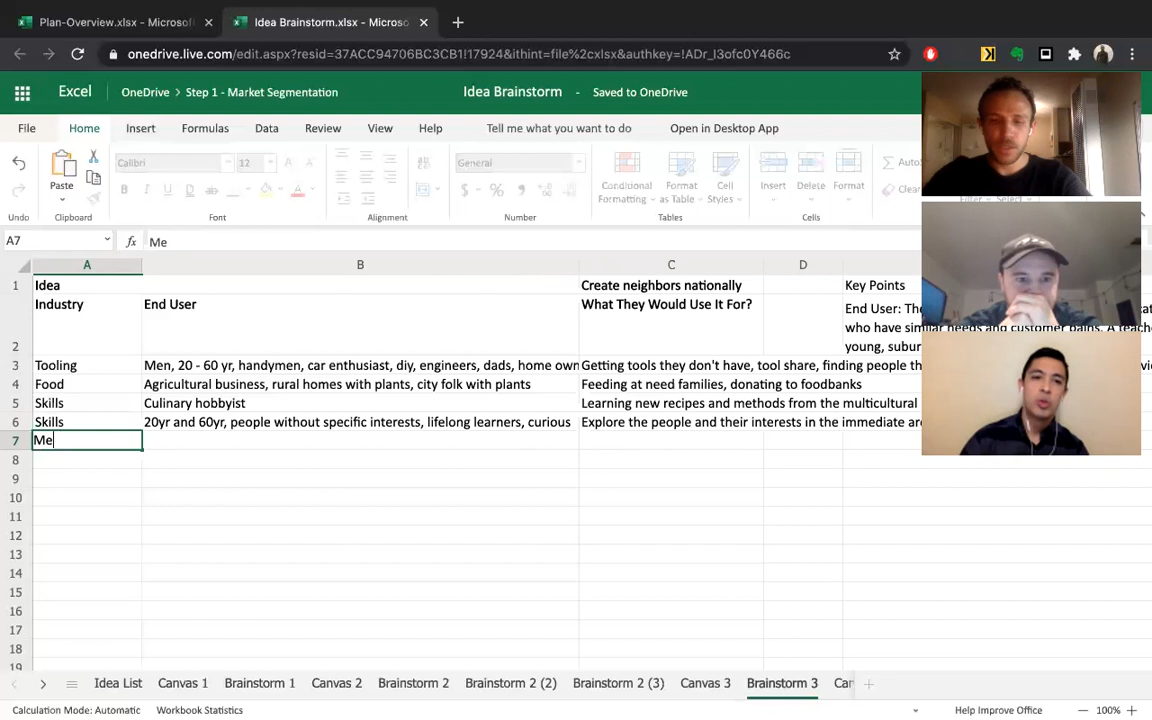 Plan-Overview.xlsx - Microsoft
Idea Brainstorm.xlsx - Microso
onedrive.live.com/edit.aspx?resid=37ACC94706BC3CB1!17924&ithint=file%2cxlsx&authkey=!ADr_I3ofc0Y466c
Excel OneDrive > Step 1 - Market Segmentation Idea Brainstorm - Saved to OneDrive
File Home Insert Formulas Data Review View Help Tell me what you want to do Open in Desktop App
Calibri 12 General AutoS
Paste Conditional Format Cell Insert Delete Format
Formatting as Table Styles Clear
Undo Clipboard Font Alignment Number Tables Cells
A7 fx Me
A B C D
1 Idea Create neighbors nationally Key Points
Industry End User What They Would Use It For? End User: The
who have similar needs and customer pains. A teache
2 young, subur
3 Tooling Men, 20 - 60 yr, handymen, car enthusiast, diy, engineers, dads, home own Getting tools they don't have, tool share, finding people th
4 Food Agricultural business, rural homes with plants, city folk with plants Feeding at need families, donating to foodbanks
5 Skills Culinary hobbyist Learning new recipes and methods from the multicultural
6 Skills 20yr and 60yr, people without specific interests, lifelong learners, curious Explore the people and their interests in the immediate are
7 Me
8
9
10
11
12
13
14
15
16
17
18
19
Idea List Canvas 1 Brainstorm 1 Canvas 2 Brainstorm 2 Brainstorm 2 (2) Brainstorm 2 (3) Canvas 3 Brainstorm 3 Can
Calculation Mode: Automatic Workbook Statistics Help Improve Office 100%